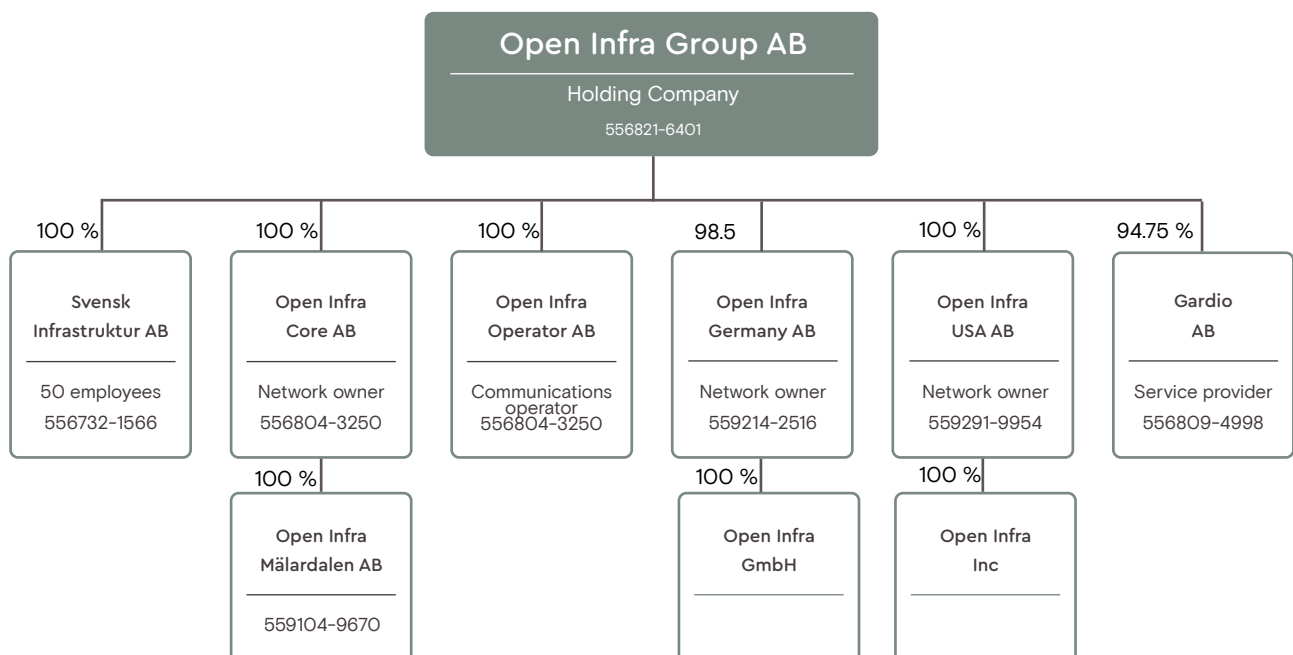 Open Infra Group AB
Holding Company
556821-6401
100 %
100 %
100 %
98.5
100 %
94.75 %
Svensk
Infrastruktur AB
50 employees
556732-1566
Open Infra
Core AB
Network owner
556804-3250
Open Infra
Operator AB
Communications
operator
556804-3250
Open Infra
Germany AB
Network owner
559214-2516
Open Infra
USA AB
Network owner
559291-9954
Gardio
AB
Service provider
556809-4998
100 %
100 %
100 %
Open Infra
Mälardalen AB
559104-9670
Open Infra
GmbH
Open Infra
Inc